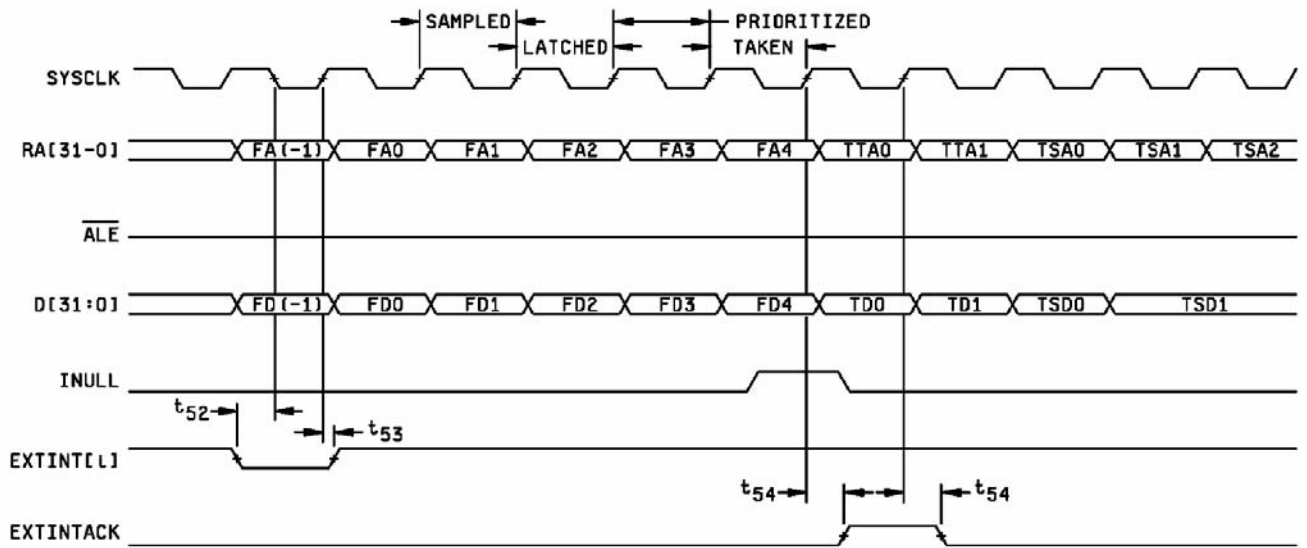 SAMPLED
PRIORITIZED
LATCHED
TAKEN
SYSCLK
RA[31-0] FA(-1) FA0 FA1 FA2 FA3 FA4 TTA0 TTA1 TSA0 TSA1 TSA2
ALE
D[31:0] FD(-1) FD0 FD1 FD2 FD3 FD4 TD0 TD1 TSD0 TSD1
INULL
t52
t53
EXTINT[i]
t54
t54
EXTINTACK